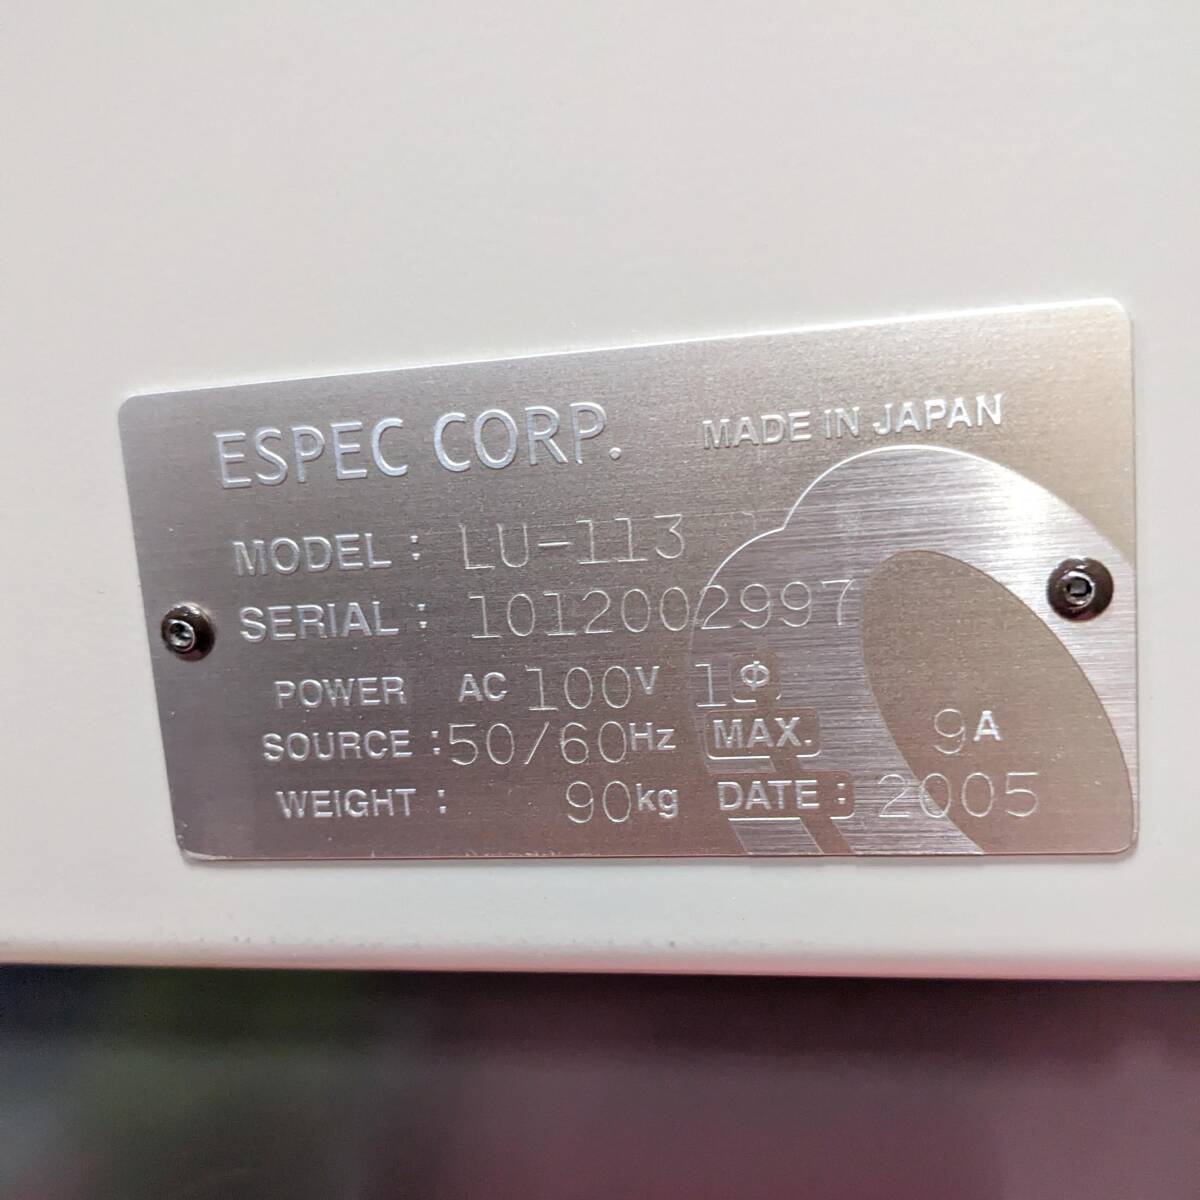 ESPEC CORP. MADE IN JAPAN
MODEL : LU-113
SERIAL : 1012002997
POWER AC 100V 1Φ
SOURCE : 50/60Hz MAX. 9A
WEIGHT : 90kg DATE : 2005